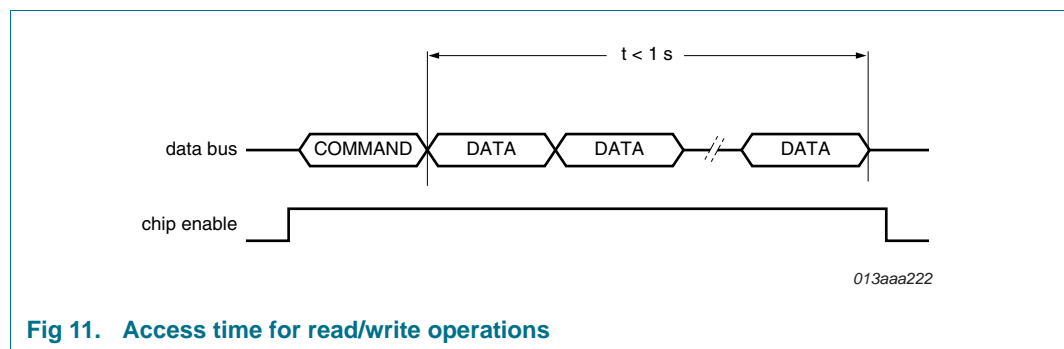 t < 1 s
data bus COMMAND DATA DATA DATA
chip enable
013aaa222
Fig 11. Access time for read/write operations